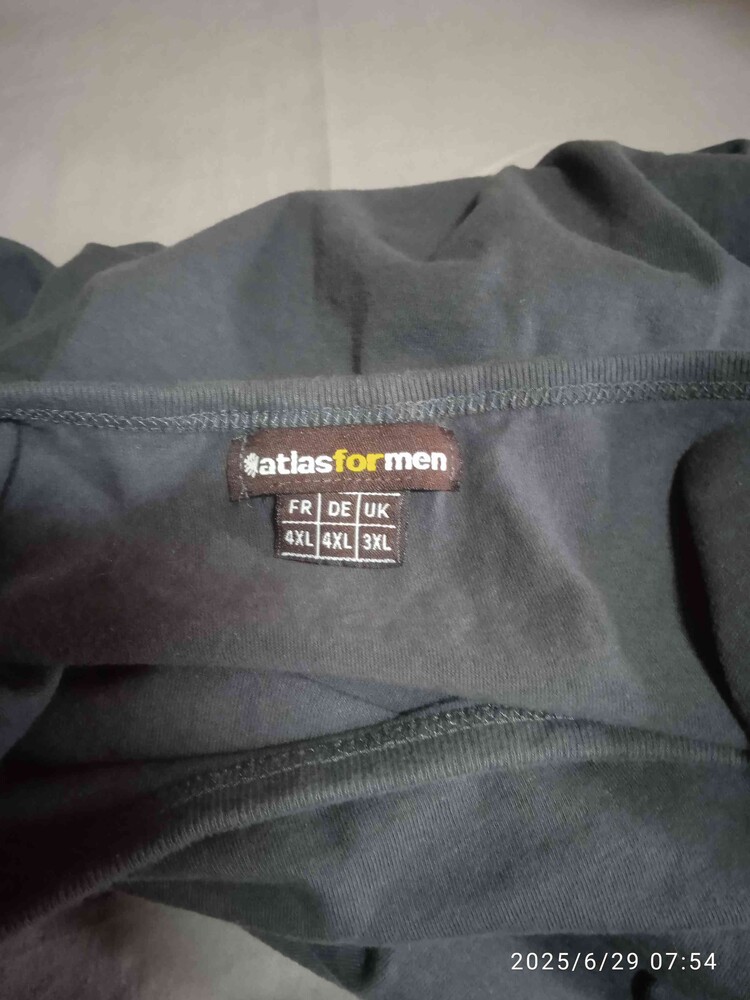 atlasformen
FR DE UK
4XL 4XL 3XL
2025/6/29 07:54